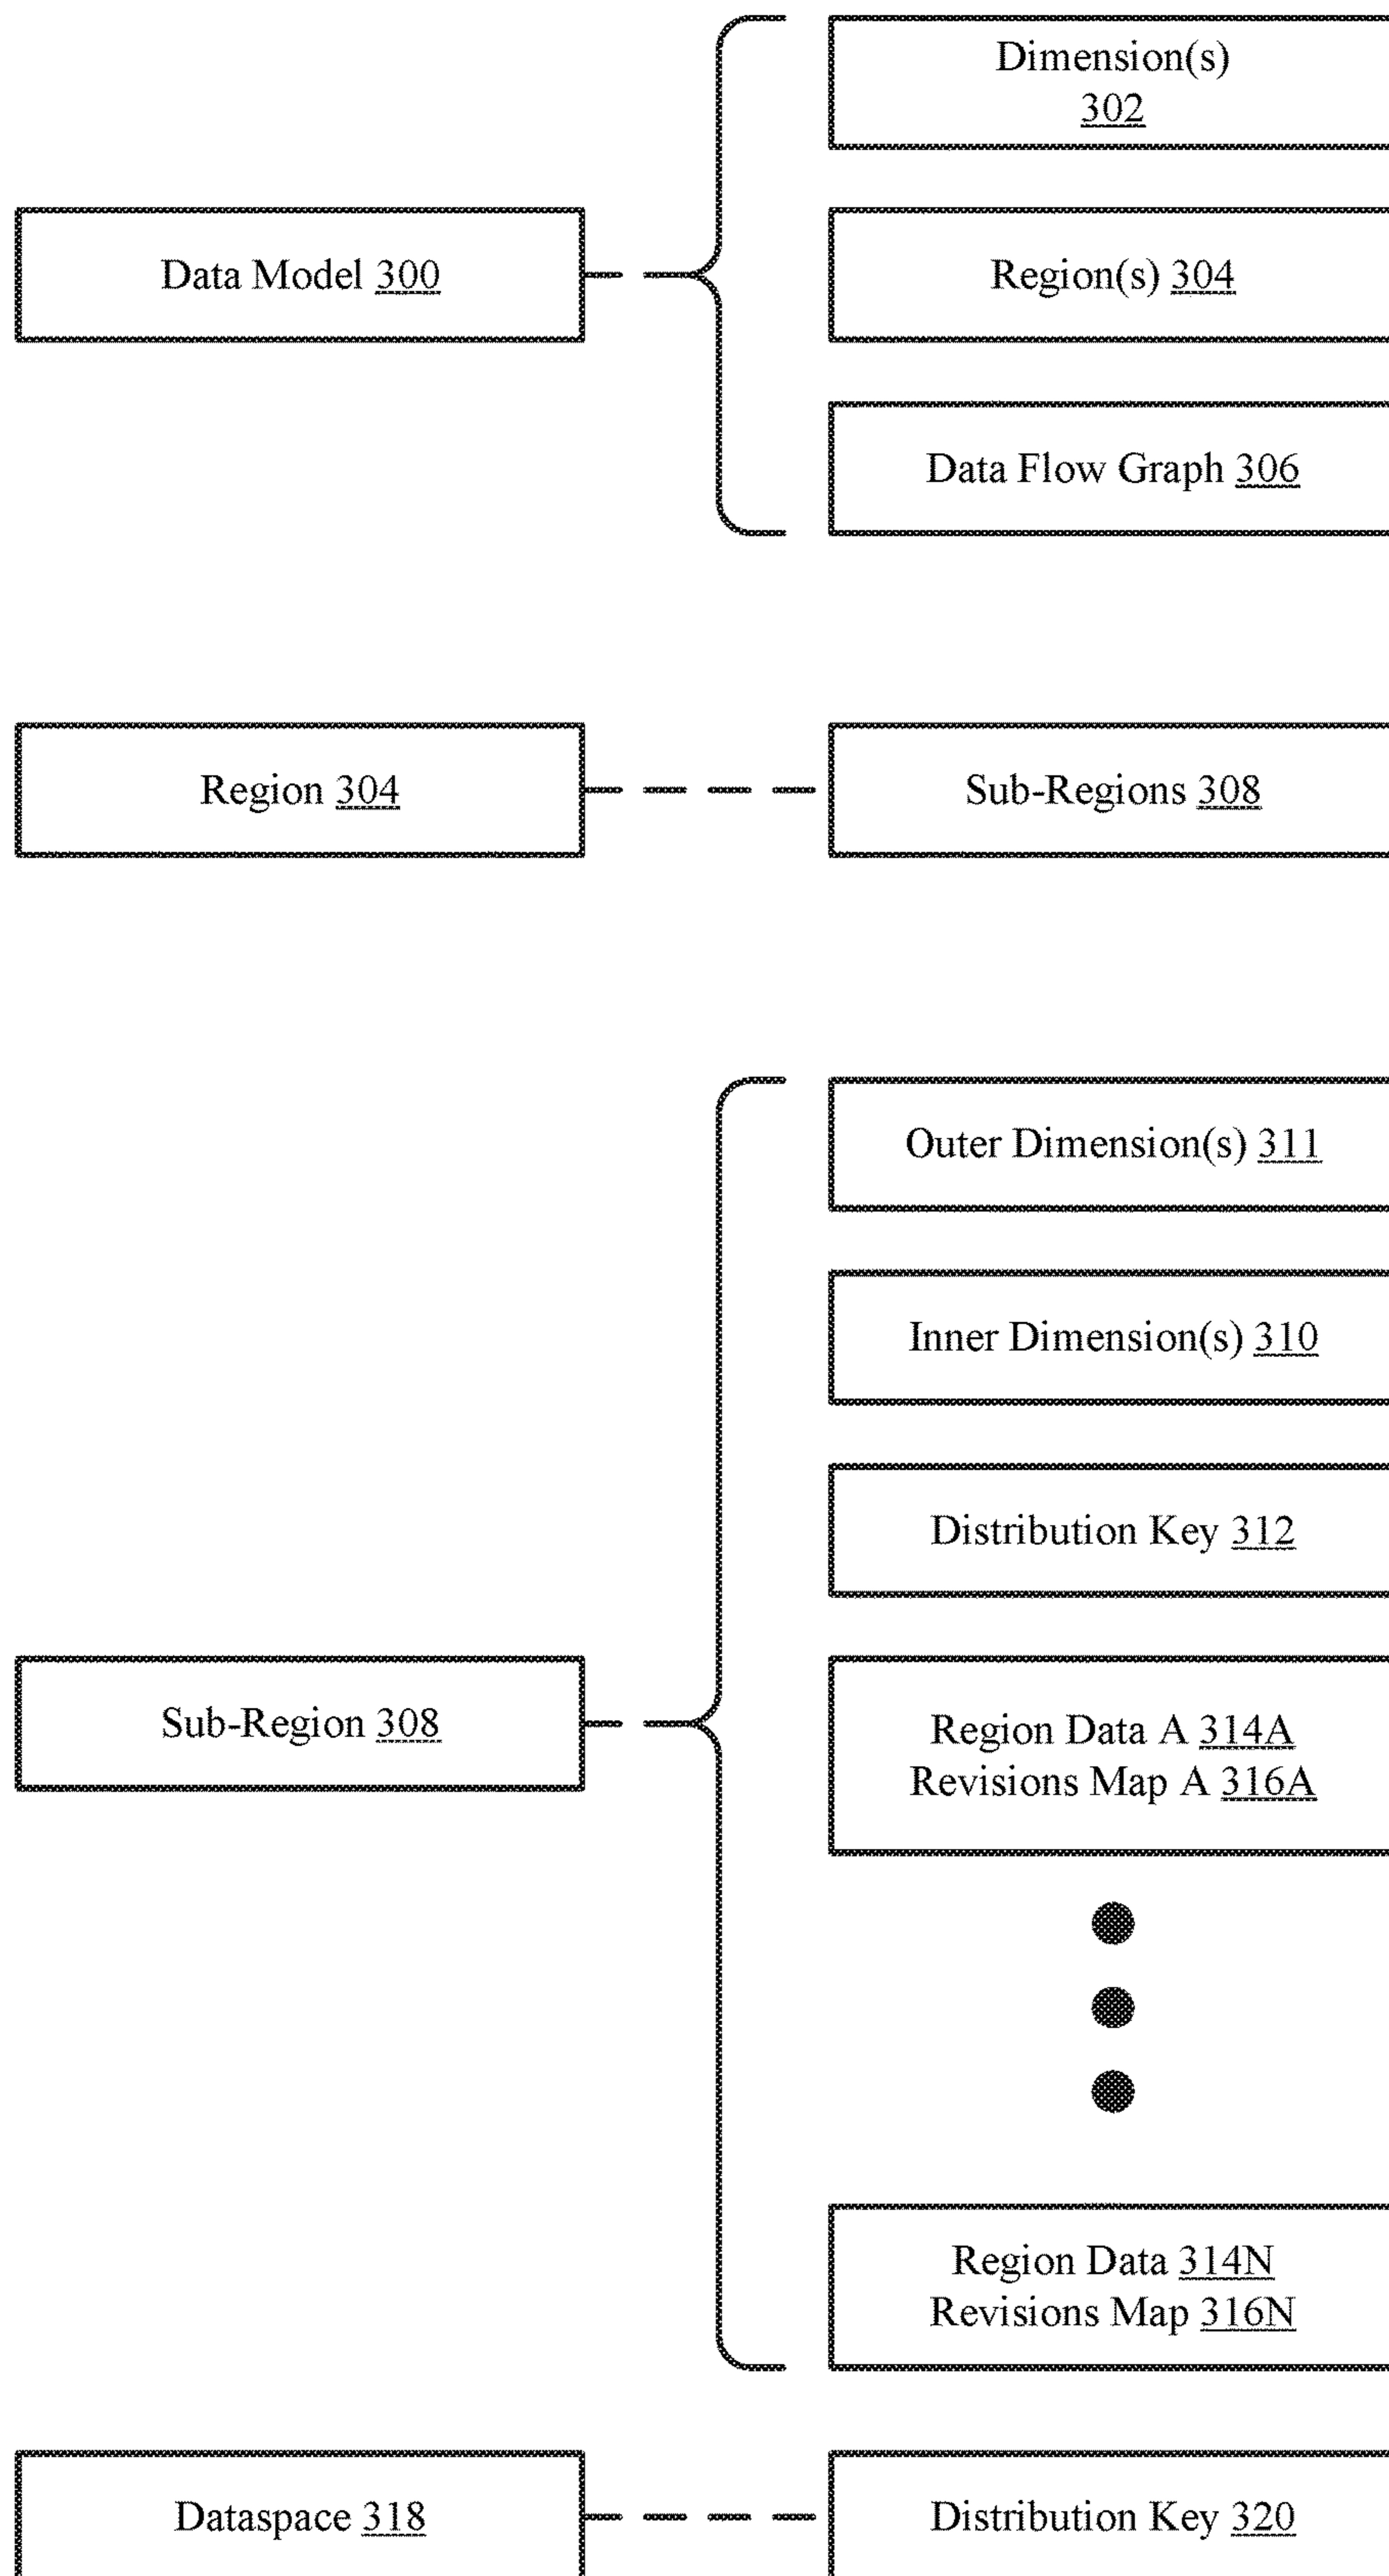 Dimension(s)
302
Data Model 300
Region(s) 304
Data Flow Graph 306
Region 304
Sub-Regions 308
Outer Dimension(s) 311
Inner Dimension(s) 310
Distribution Key 312
Sub-Region 308
Region Data A 314A
Revisions Map A 316A
Region Data 314N
Revisions Map 316N
Dataspace 318
Distribution Key 320